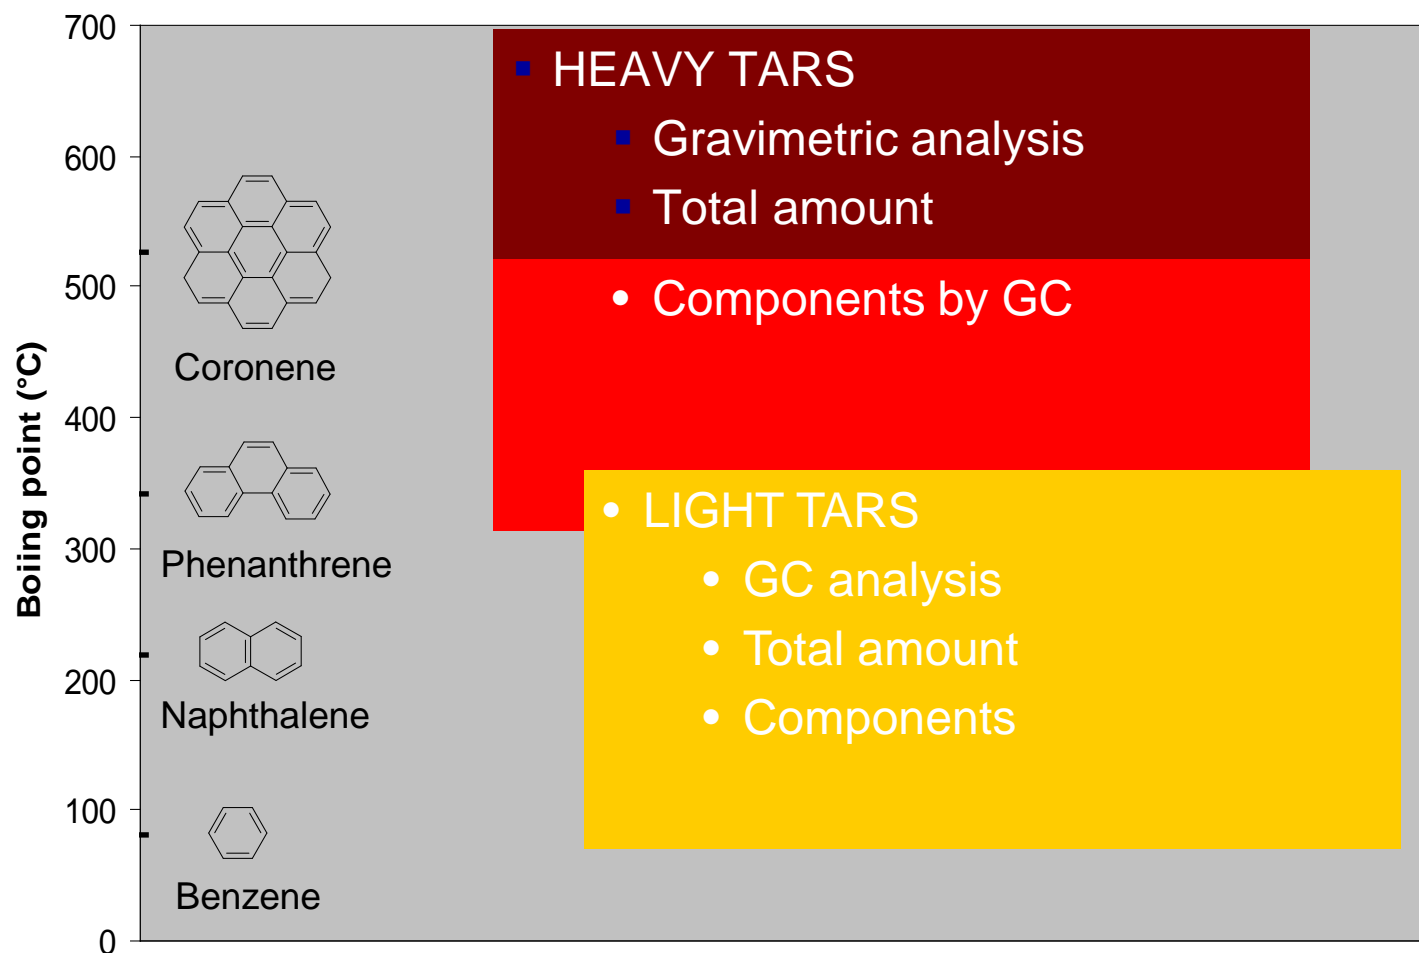 700
600
500
400
300
200
100
0
Boiing point (°C)
Coronene
Phenanthrene
Naphthalene
Benzene
HEAVY TARS
Gravimetric analysis
Total amount
Components by GC
LIGHT TARS
GC analysis
Total amount
Components